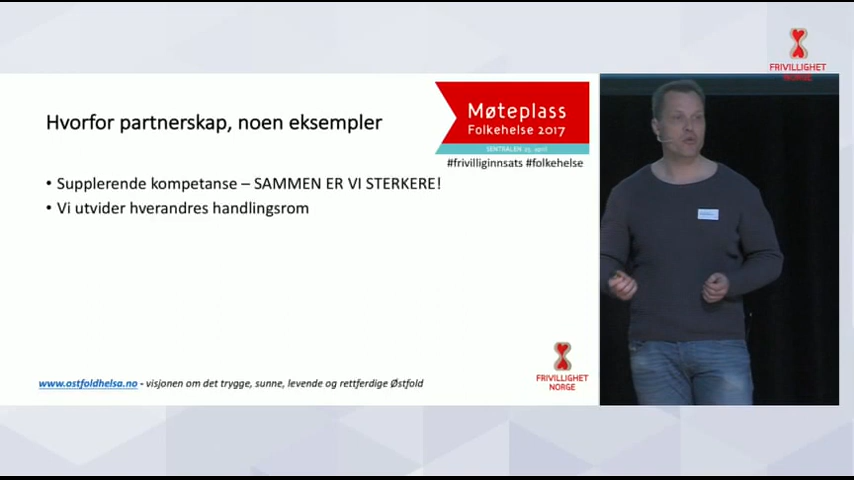 FRIVILLIGHET
NORGE
Møteplass
Folkehelse 2017
SENTRALEN 25. april
#frivilliginnsats #folkehelse
Hvorfor partnerskap, noen eksempler
• Supplerende kompetanse – SAMMEN ER VI STERKERE!
• Vi utvider hverandres handlingsrom
FRIVILLIGHET
NORGE
www.ostfoldhelsa.no - visjonen om det trygge, sunne, levende og rettferdige Østfold